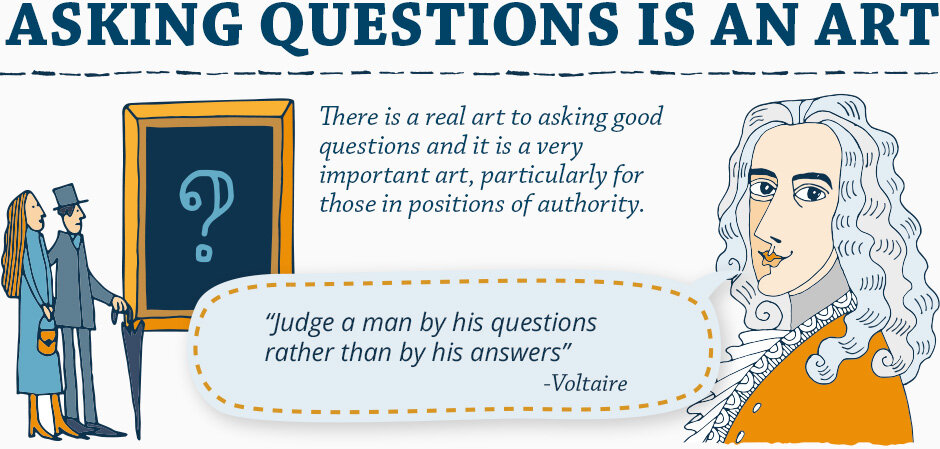 ASKING QUESTIONS IS AN ART
There is a real art to asking good
questions and it is a very
important art, particularly for
those in positions of authority.
?
“Judge a man by his questions
rather than by his answers”
-Voltaire